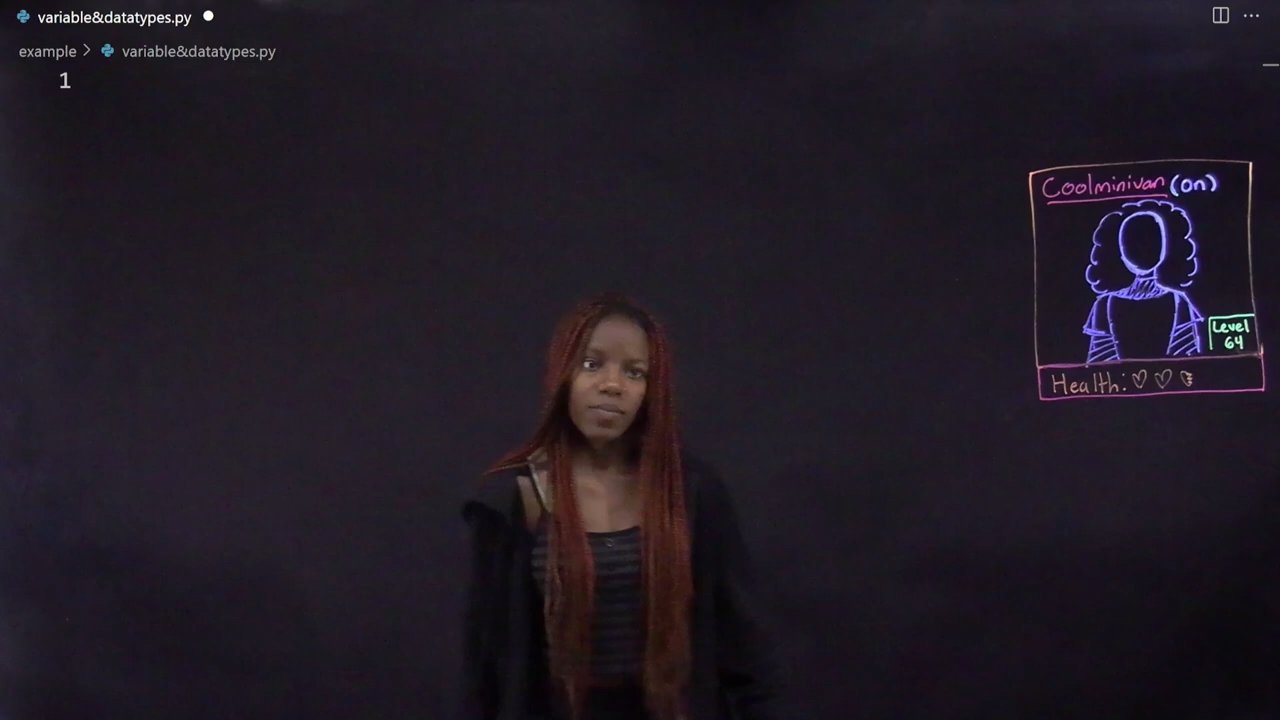 variable&datatypes.py
example > variable&datatypes.py
1
Coolminivan (on)
Level
64
Health: